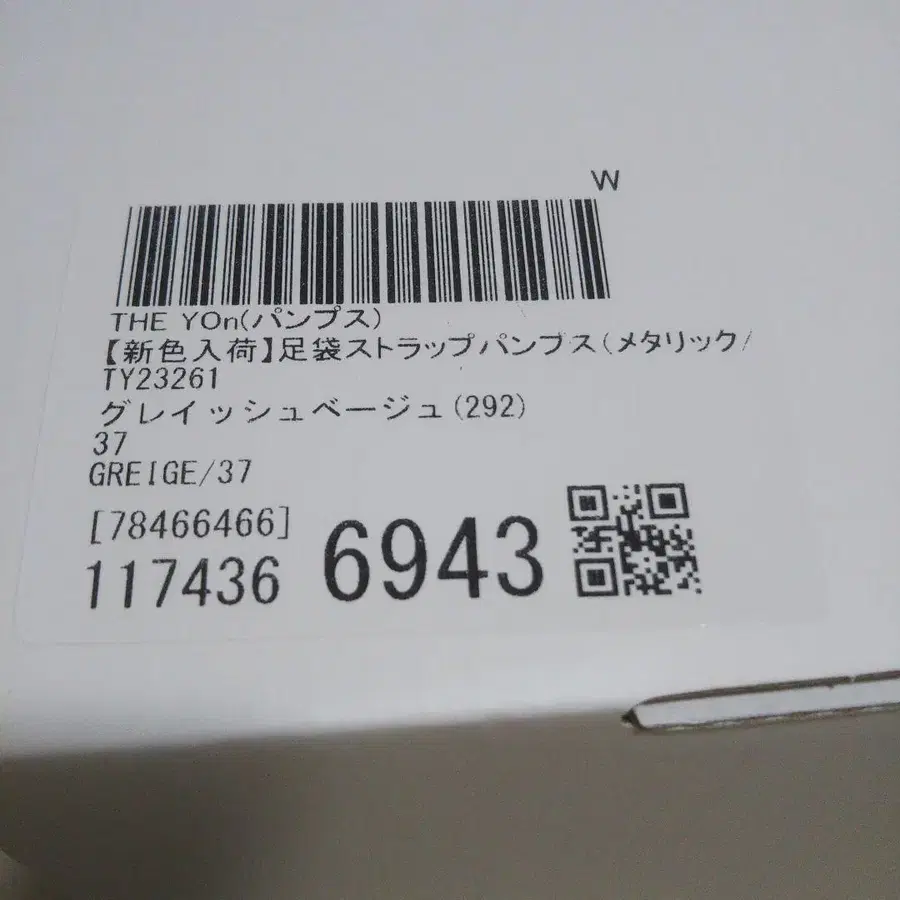 W
THE YOn(パンプス)
【新色入荷】足袋ストラップパンプス(メタリック/
TY23261
グレイッシュベージュ(292)
37
GREIGE/37
[78466466]
117436 6943